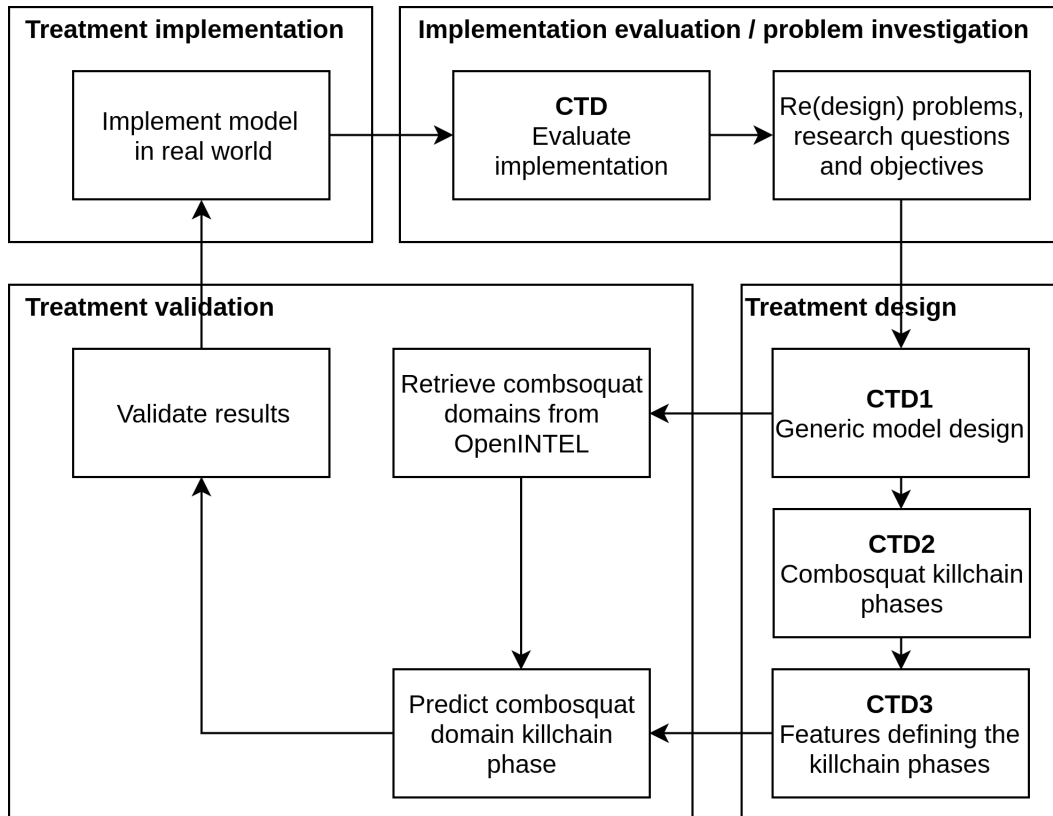 Treatment implementation
Implement model
in real world
Implementation evaluation / problem investigation
CTD
Evaluate
implementation
Re(design) problems,
research questions
and objectives
Treatment validation
Validate results
Retrieve combsoquat
domains from
OpenINTEL
Predict combosquat
domain killchain
phase
Treatment design
CTD1
Generic model design
CTD2
Combosquat killchain
phases
CTD3
Features defining the
killchain phases